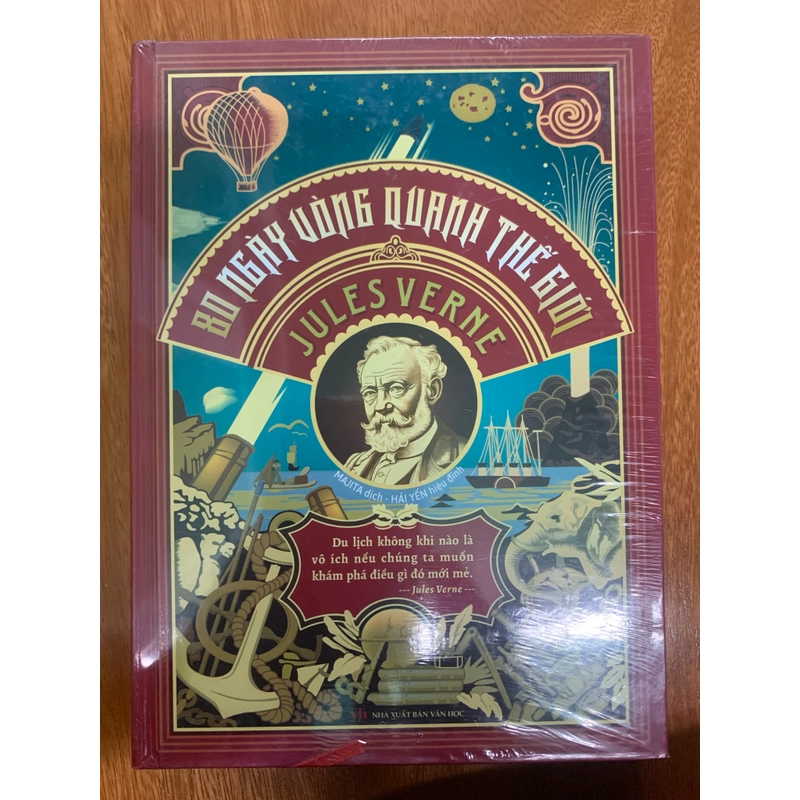 80 NGÀY VÒNG QUANH THẾ GIỚI
JULES VERNE
MAJITA dịch - HẢI YẾN hiệu đính
Du lịch không khi nào là
vô ích nếu chúng ta muốn
khám phá điều gì đó mới mẻ.
--- Jules Verne ---
NHÀ XUẤT BẢN VĂN HỌC